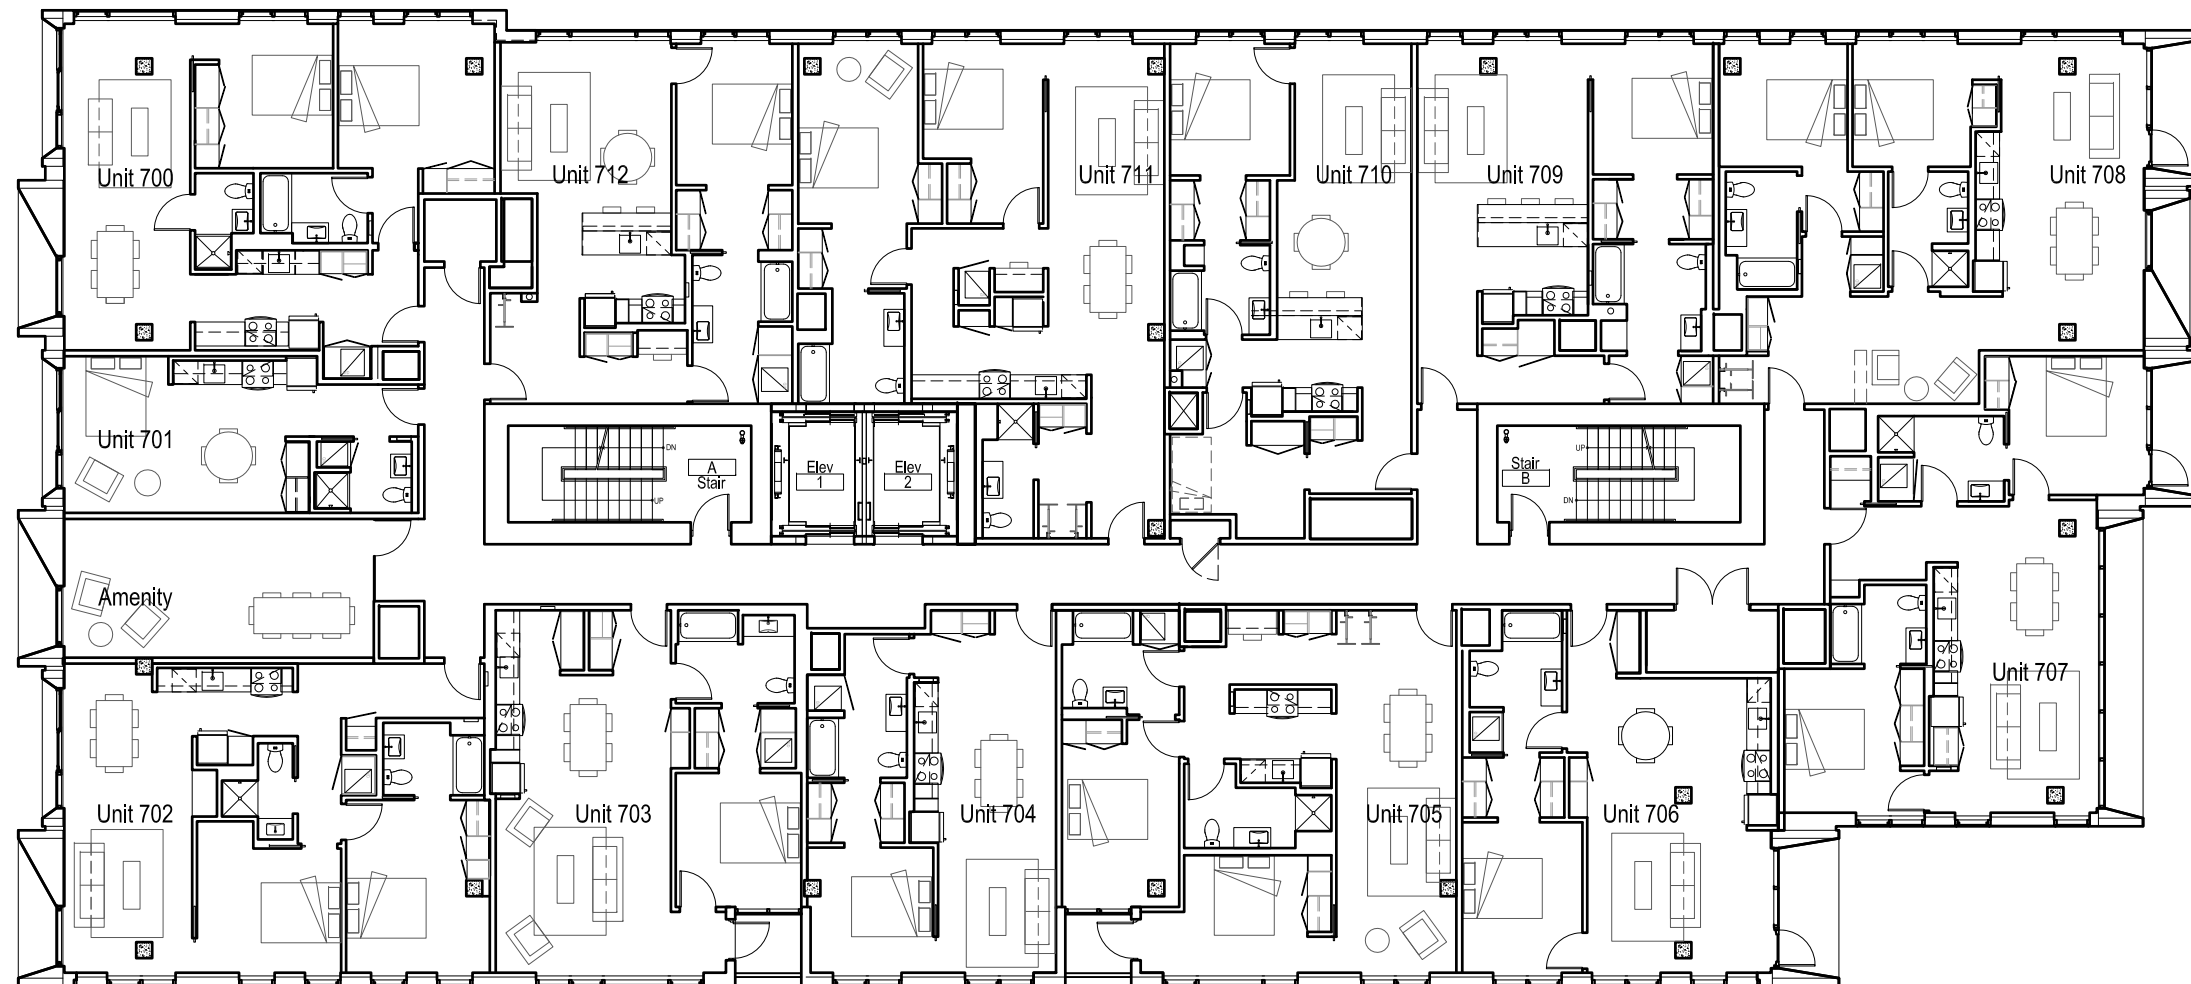 Unit 700
Unit 712
Unit 711
Unit 710
Unit 709
Unit 708
Unit 701
DN
UP
A
Stair
Elev
1
Elev
2
Stair
B
UP
DN
Amenity
Unit 707
Unit 702
Unit 703
Unit 704
Unit 705
Unit 706